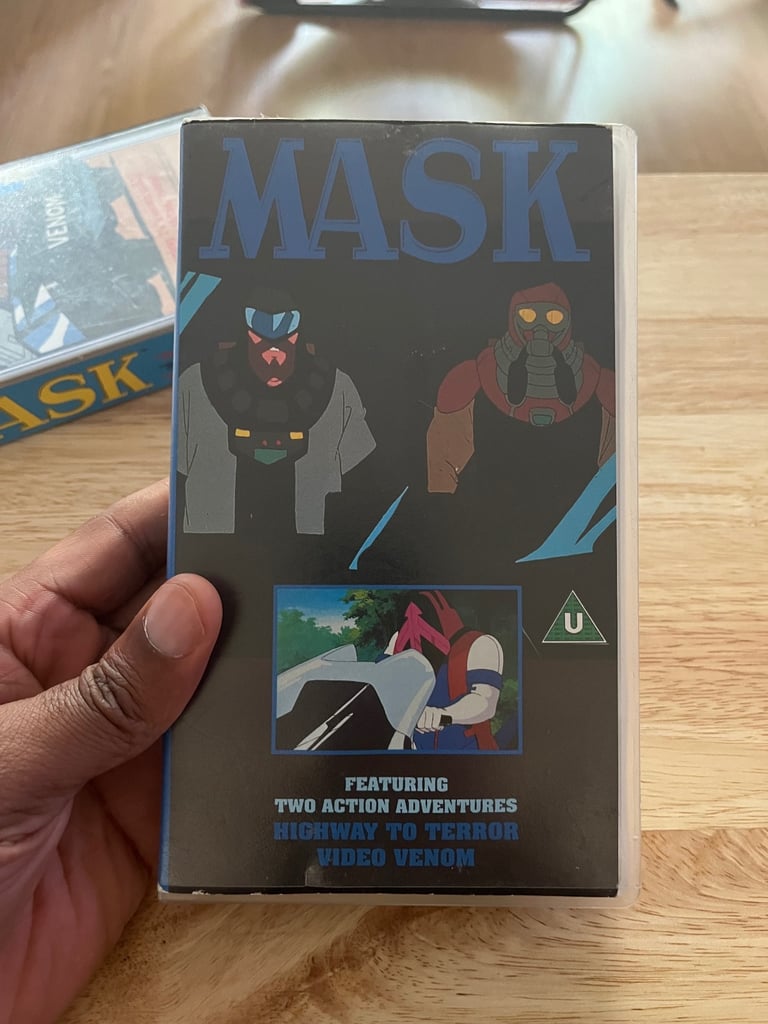 MASK
VENOM
ASK
U
FEATURING
TWO ACTION ADVENTURES
HIGHWAY TO TERROR
VIDEO VENOM